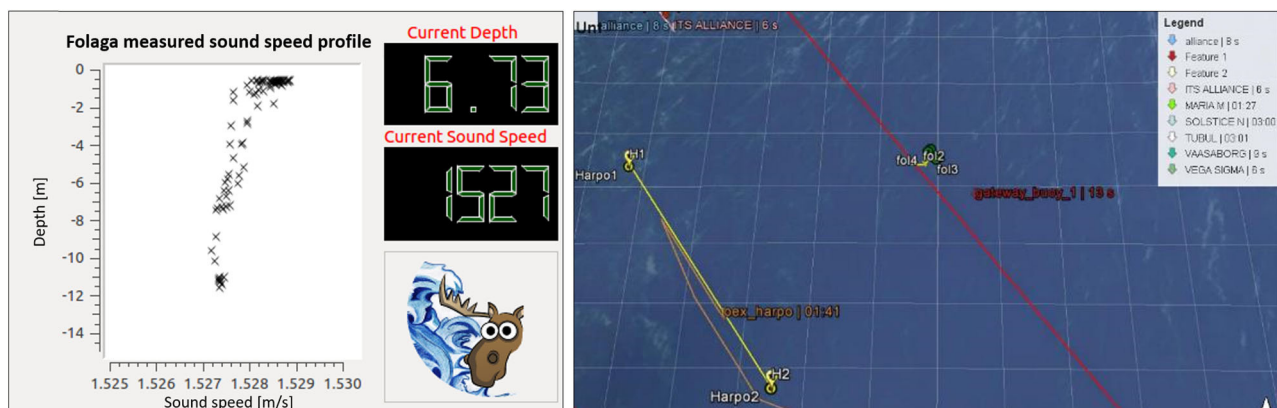 Folaga measured sound speed profile
Current Depth
6.73
Current Sound Speed
1527
Depth [m]
0
-2
-4
-6
-8
-10
-12
-14
1.525 1.526 1.527 1.528 1.529 1.530
Sound speed [m/s]
alliance | 8 s ITS ALLIANCE | 6 s
H1
Harpo1
fol4 fol2
fol3
gateway_buoy_1 | 13 s
pex_harpo | 01:41
H2
Harpo2
Legend
alliance | 8 s
Feature 1
Feature 2
ITS ALLIANCE | 6 s
MARIA M | 01:27
SOLSTICE N | 03:00
TUBUL | 03:01
VAASABORG | 9 s
VEGA SIGMA | 6 s